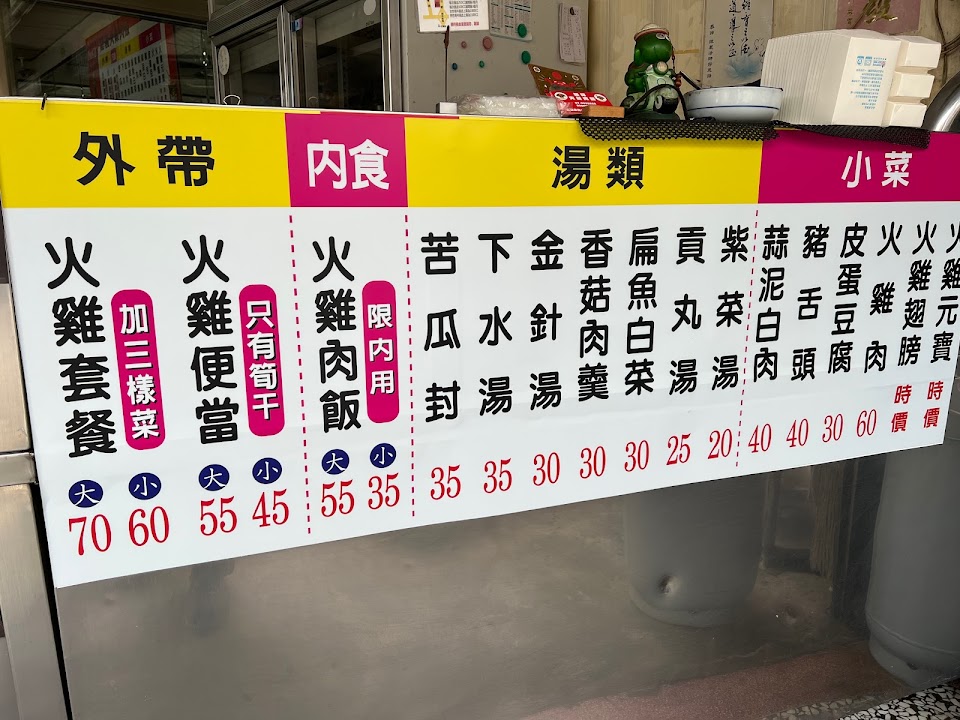 外帶
火雞套餐
加三樣菜
大 70
小 60
火雞便當
只有筍干
大 55
小 45
内食
火雞肉飯
限内用
大 55
小 35
湯類
苦瓜封 35
下水湯 35
金針湯 30
香菇肉羹 30
扁魚白菜 30
貢丸湯 25
紫菜湯 20
小菜
蒜泥白肉 40
豬舌頭 40
皮蛋豆腐 30
火雞肉 60
火雞翅膀 時價
火雞元寶 時價